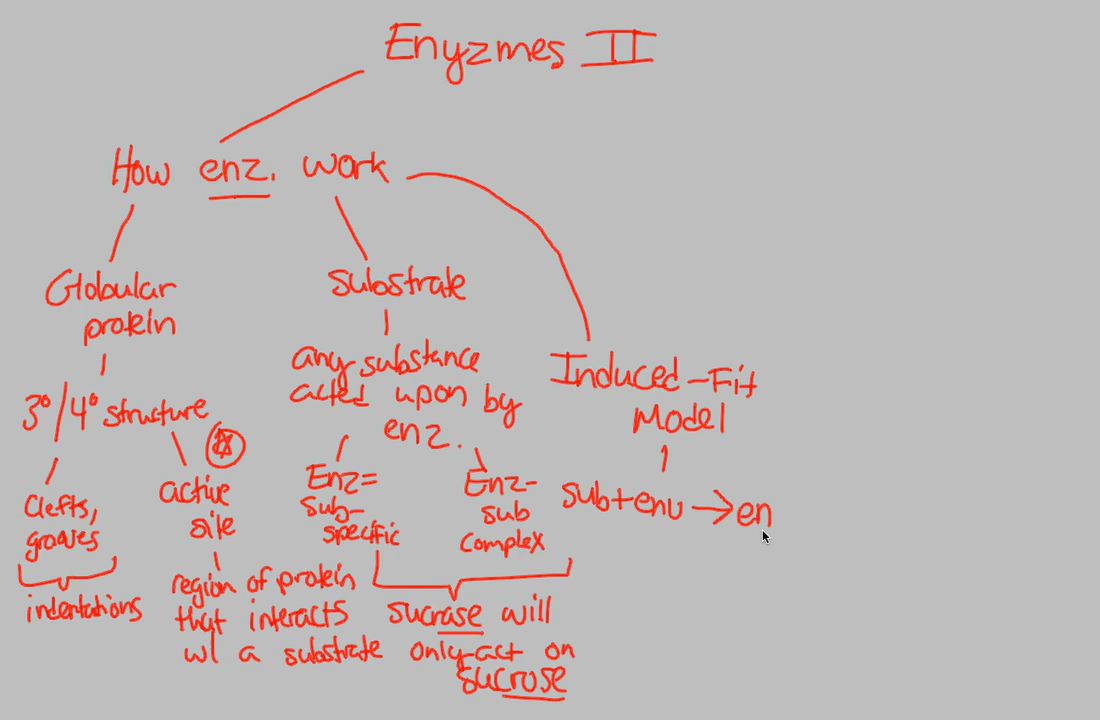 Enyzmes II
How enz. work
Globular
protein
3°/4° structure
Clefts,
grooves
indentations
active
site
region of protein
that interacts
w/ a substrate
substrate
any substance
acted upon by
enz.
Enz=
sub-
specific
Enz-
sub
complex
sucrase will
only act on
sucrose
Induced-Fit
Model
sub+enu→en